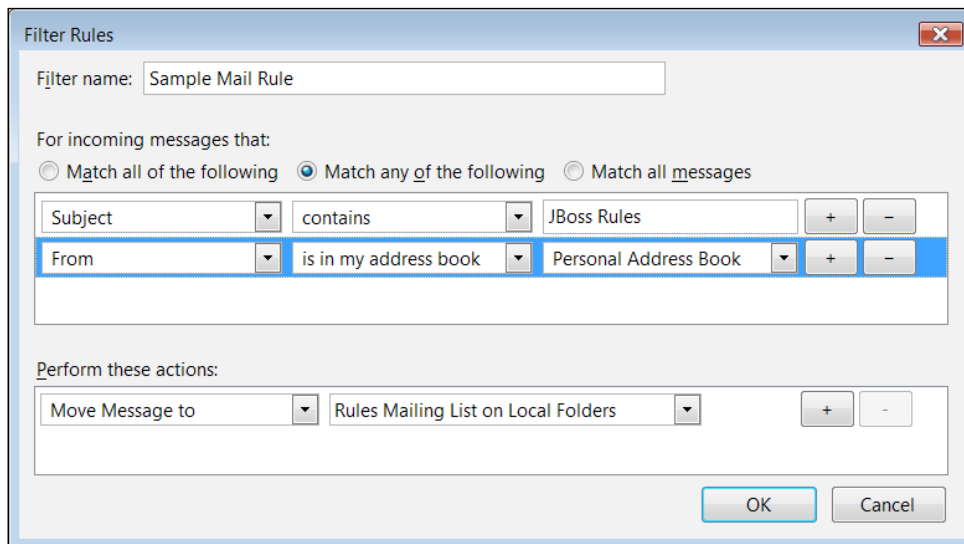 Filter Rules
Filter name: Sample Mail Rule
For incoming messages that:
Match all of the following Match any of the following Match all messages
Subject contains JBoss Rules + -
From is in my address book Personal Address Book + -
Perform these actions:
Move Message to Rules Mailing List on Local Folders + -
OK Cancel